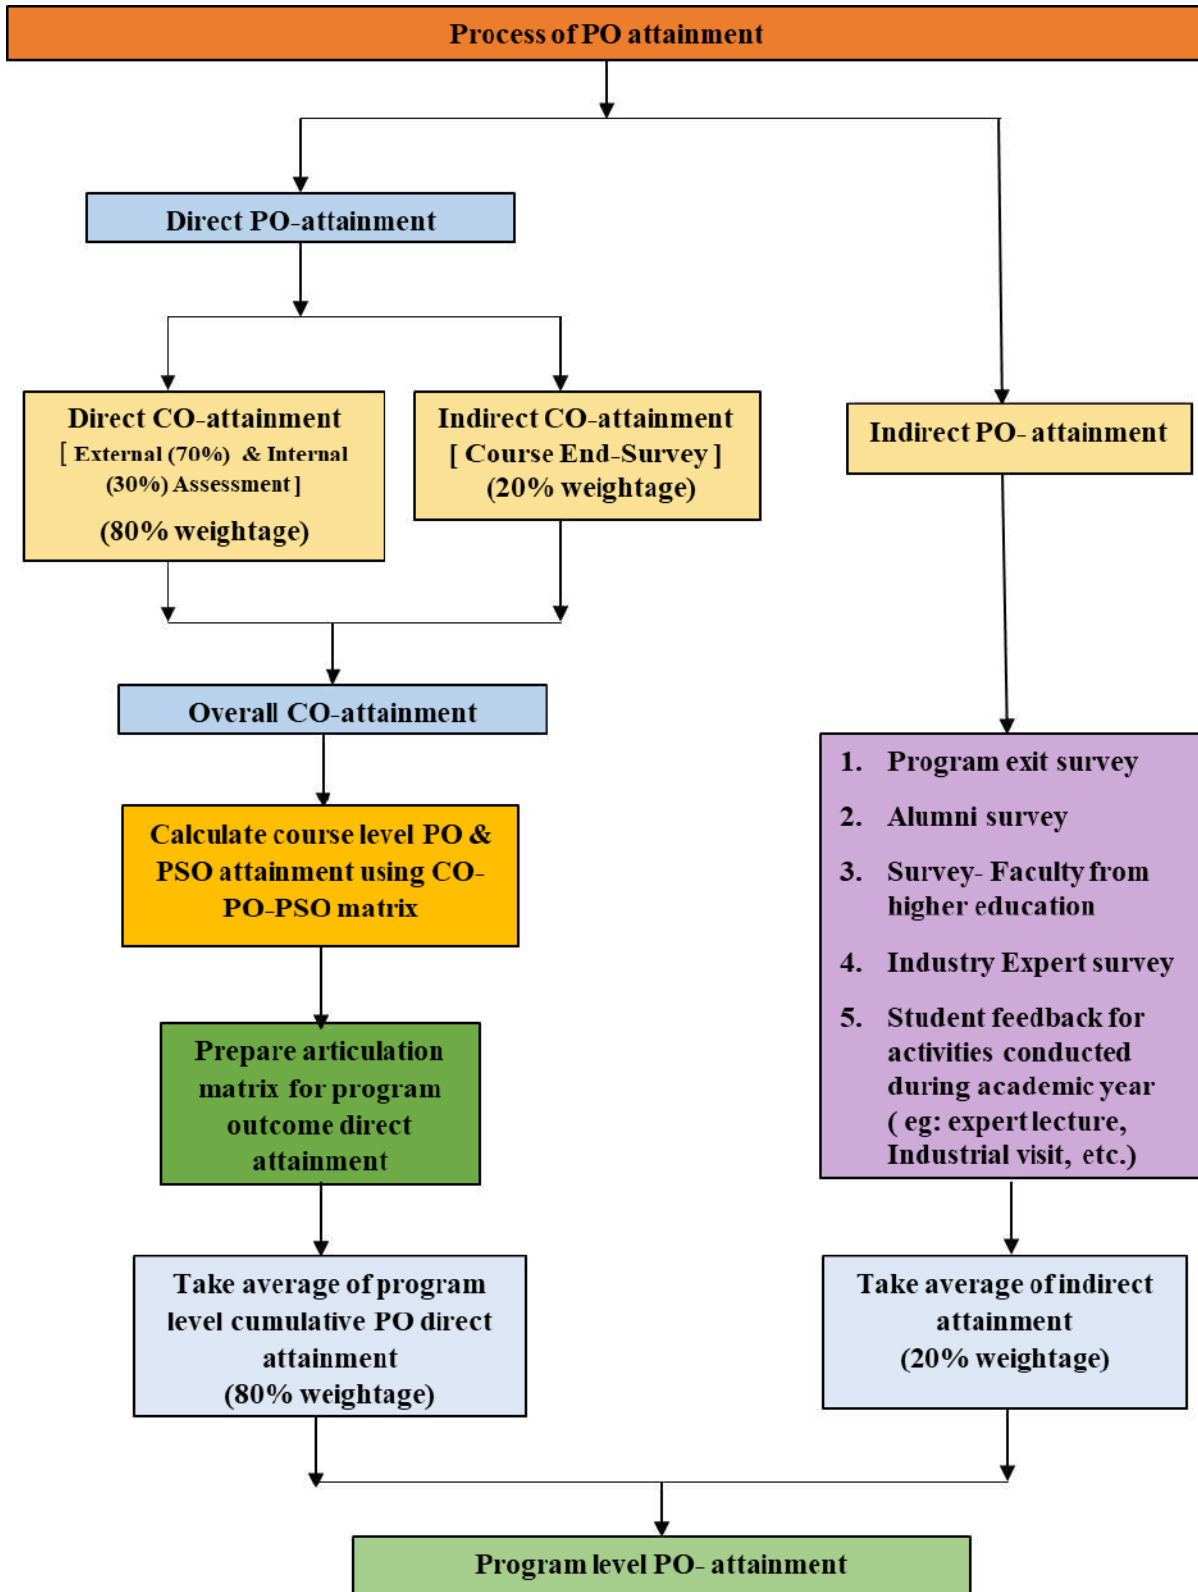 Process of PO attainment
Direct PO-attainment
Direct CO-attainment
[ External (70%) & Internal
(30%) Assessment]
(80% weightage)
Indirect CO-attainment
[ Course End-Survey ]
(20% weightage)
Indirect PO- attainment
Overall CO-attainment
Calculate course level PO &
PSO attainment using CO-
PO-PSO matrix
Prepare articulation
matrix for program
outcome direct
attainment
Take average of program
level cumulative PO direct
attainment
(80% weightage)
1. Program exit survey
2. Alumni survey
3. Survey- Faculty from
higher education
4. Industry Expert survey
5. Student feedback for
activities conducted
during academic year
( eg: expert lecture,
Industrial visit, etc.)
Take average of indirect
attainment
(20% weightage)
Program level PO- attainment